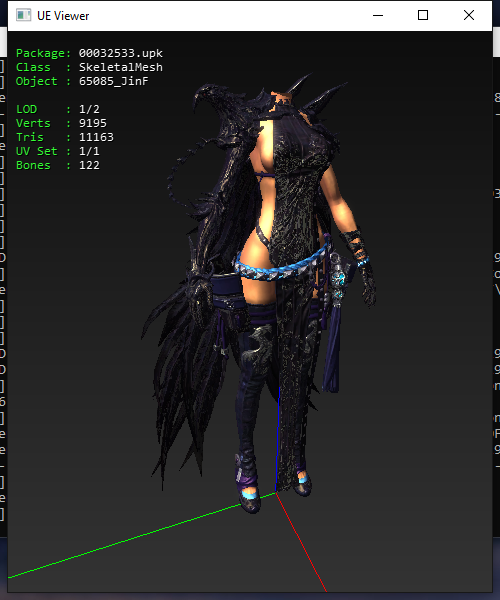 UE Viewer
Package: 00032533.upk
Class : SkeletalMesh
Object : 65085_JinF
LOD : 1/2
Verts : 9195
Tris : 11163
UV Set : 1/1
Bones : 122